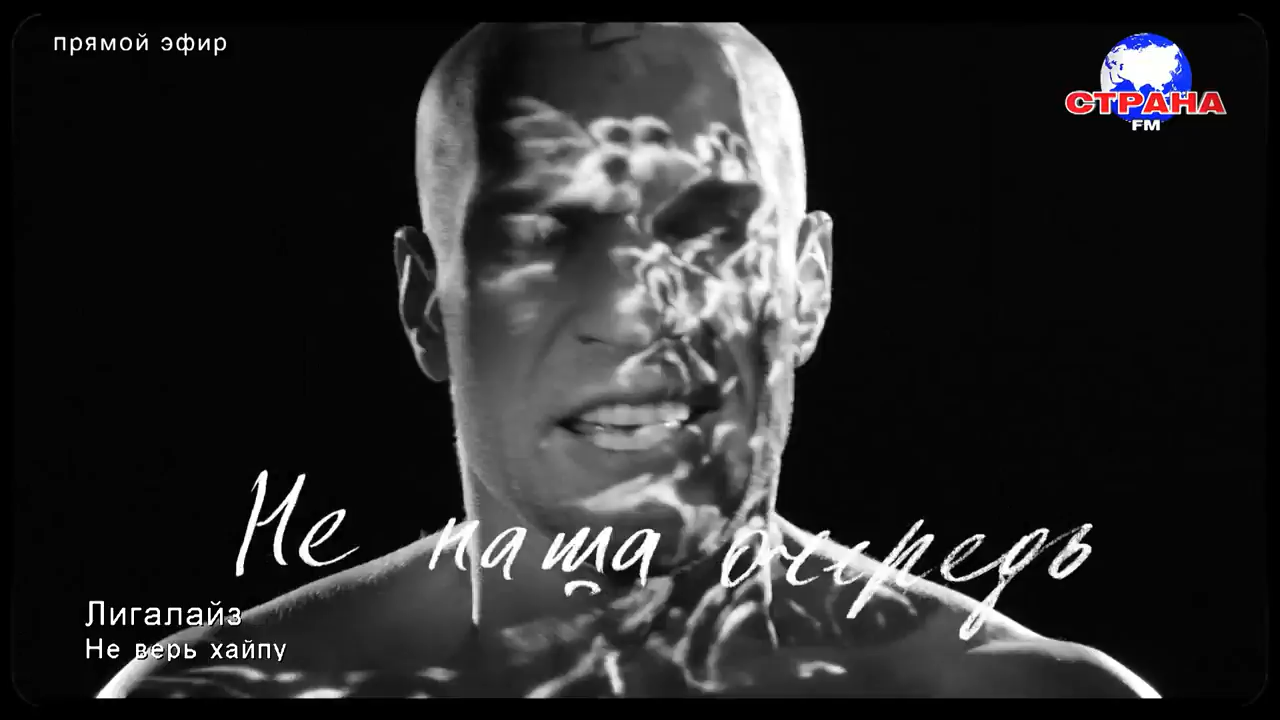 прямой эфир
СТРАНА
FM
Не наша очередь
Лигалайз
Не верь хайпу